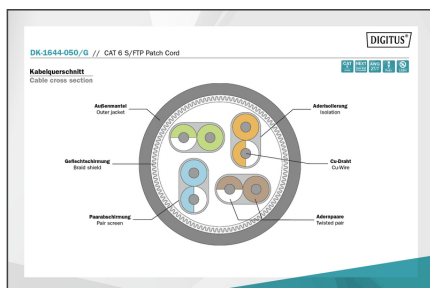 DIGITUS®
DK-1644-050/G // CAT 6 S/FTP Patch Cord
Kabelquerschnitt
Cable cross section
Außenmantel
Outer jacket
Aderisolierung
Isolation
Geflechtschirmung
Braid shield
Cu-Draht
Cu-Wire
Paarabschirmung
Pair screen
Adernpaare
Twisted pair